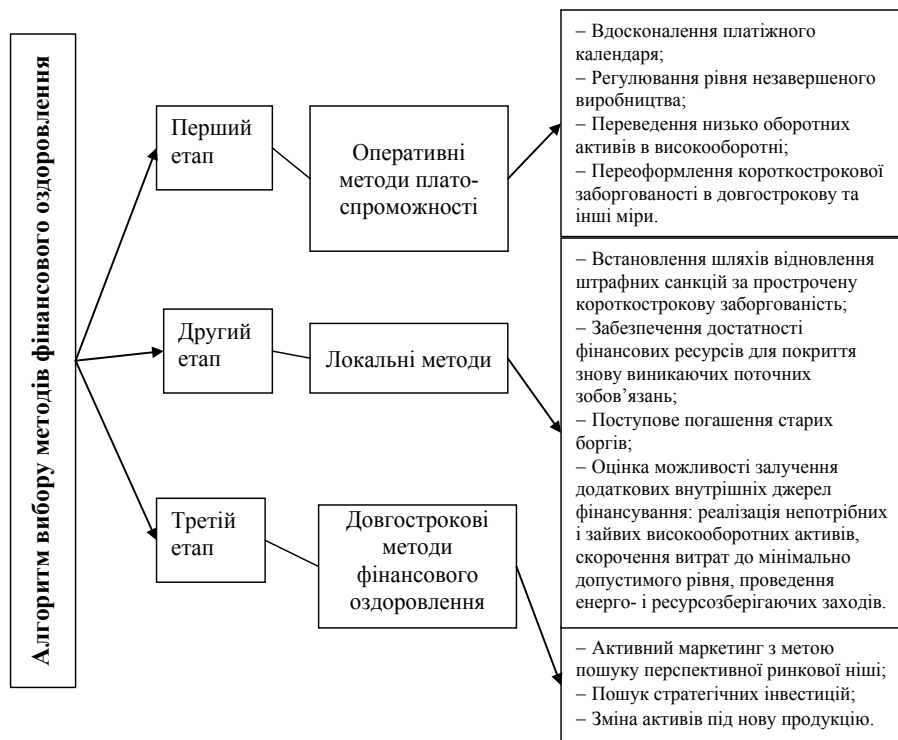 Алгоритм вибору методів фінансового оздоровлення
Перший
етап
Оперативні
методи плато-
спроможності
– Вдосконалення платіжного
календаря;
– Регулювання рівня незавершеного
виробництва;
– Переведення низько оборотних
активів в високооборотні;
– Переоформлення короткострокової
заборгованості в довгострокову та
інші міри.
Другий
етап
Локальні методи
– Встановлення шляхів відновлення
штрафних санкцій за прострочену
короткострокову заборгованість;
– Забезпечення достатності
фінансових ресурсів для покриття
знову виникаючих поточних
зобов’язань;
– Поступове погашення старих
боргів;
– Оцінка можливості залучення
додаткових внутрішніх джерел
фінансування: реалізація непотрібних
і зайвих високооборотних активів,
скорочення витрат до мінімально
допустимого рівня, проведення
енерго- і ресурсозберігаючих заходів.
Третій
етап
Довгострокові
методи
фінансового
оздоровлення
– Активний маркетинг з метою
пошуку перспективної ринкової ніші;
– Пошук стратегічних інвестицій;
– Зміна активів під нову продукцію.